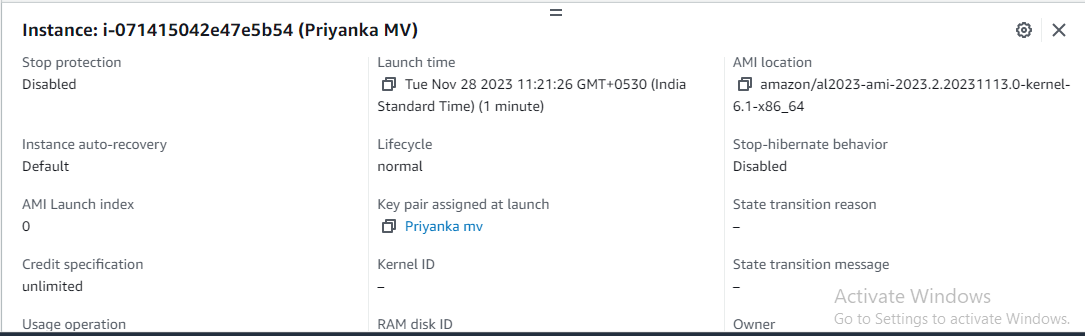 Instance: i-071415042e47e5b54 (Priyanka MV)
Stop protection
Disabled
Launch time
Tue Nov 28 2023 11:21:26 GMT+0530 (India
Standard Time) (1 minute)
AMI location
amazon/al2023-ami-2023.2.20231113.0-kernel-
6.1-x86_64
Instance auto-recovery
Default
Lifecycle
normal
Stop-hibernate behavior
Disabled
AMI Launch index
0
Key pair assigned at launch
Priyanka mv
State transition reason
–
Credit specification
unlimited
Kernel ID
–
State transition message
–
Usage operation
RAM disk ID
Owner
Activate Windows
Go to Settings to activate Windows.